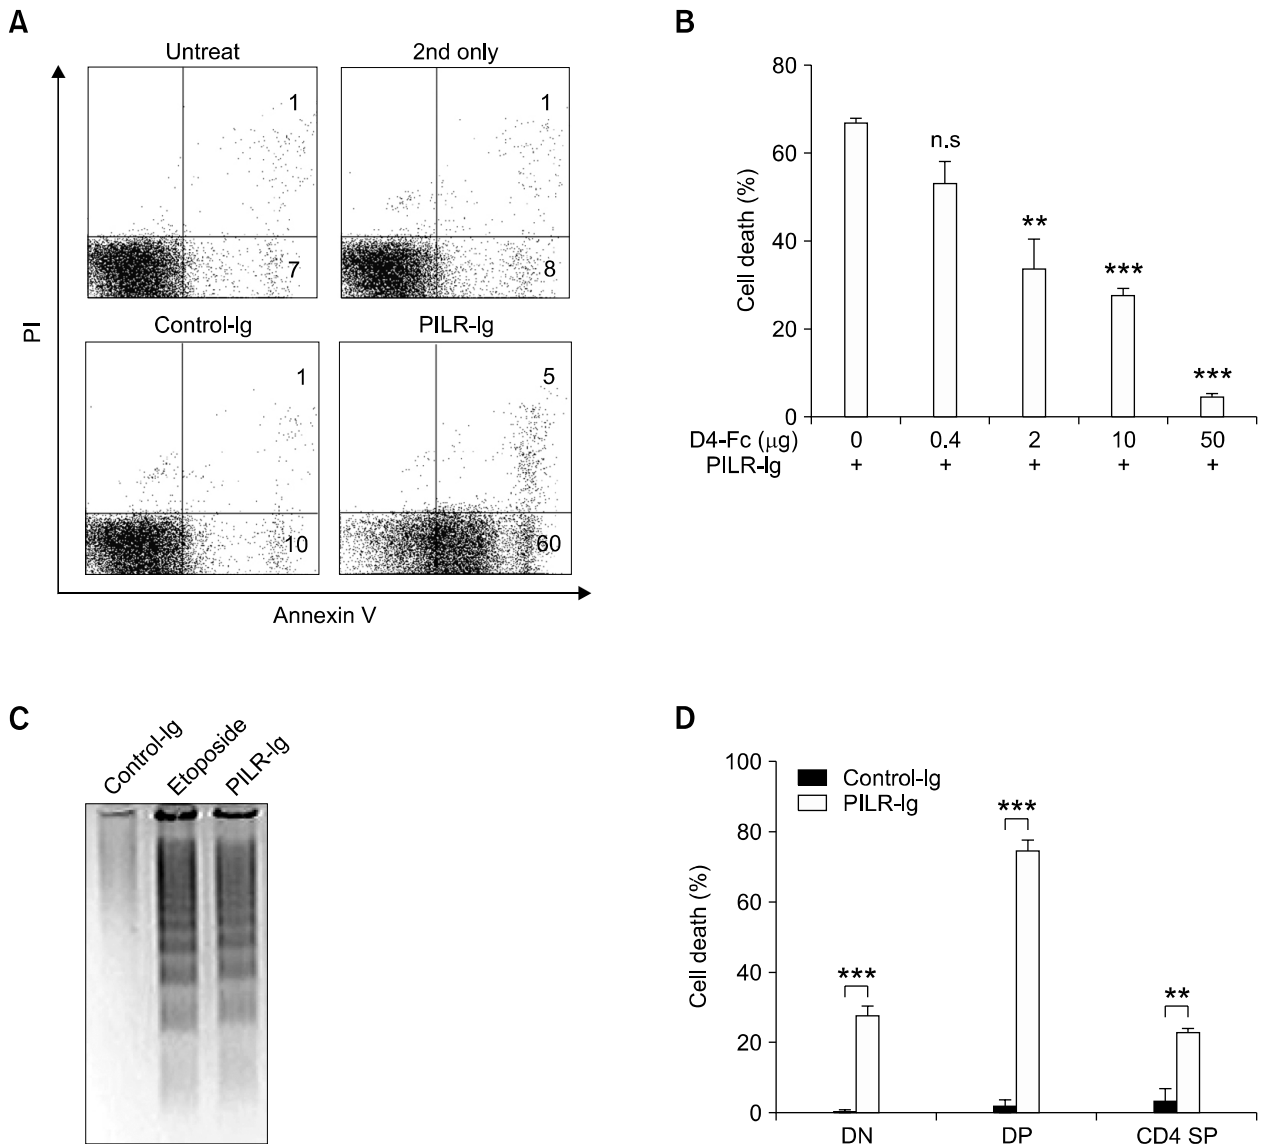 A
Untreat
2nd only
1
1
7
8
Control-Ig
PILR-Ig
1
5
10
60
PI
Annexin V
B
80
60
40
20
0
Cell death (%)
n.s
**
***
***
D4-Fc (μg) 0 0.4 2 10 50
PILR-Ig + + + + +
C
Control-Ig
Etoposide
PILR-Ig
D
100
80
60
40
20
0
Cell death (%)
Control-Ig
PILR-Ig
***
***
**
DN DP CD4 SP